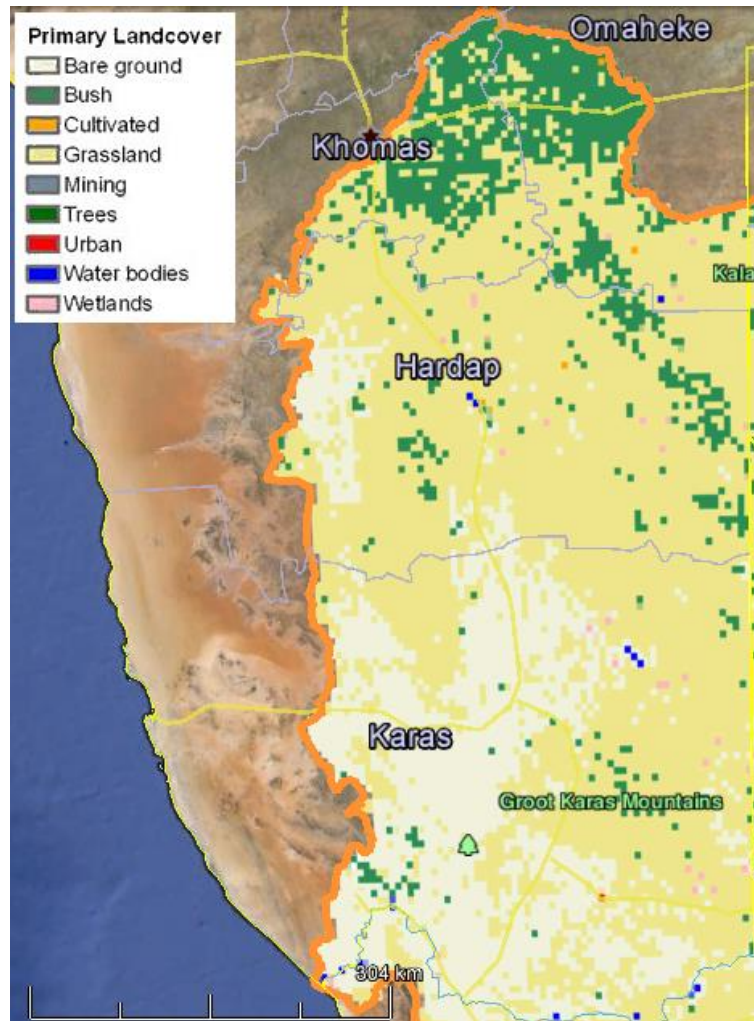 Primary Landcover
Bare ground
Bush
Cultivated
Grassland
Mining
Trees
Urban
Water bodies
Wetlands
Omaheke
Khomas
Kala
Hardap
Karas
Groot Karas Mountains
304 km